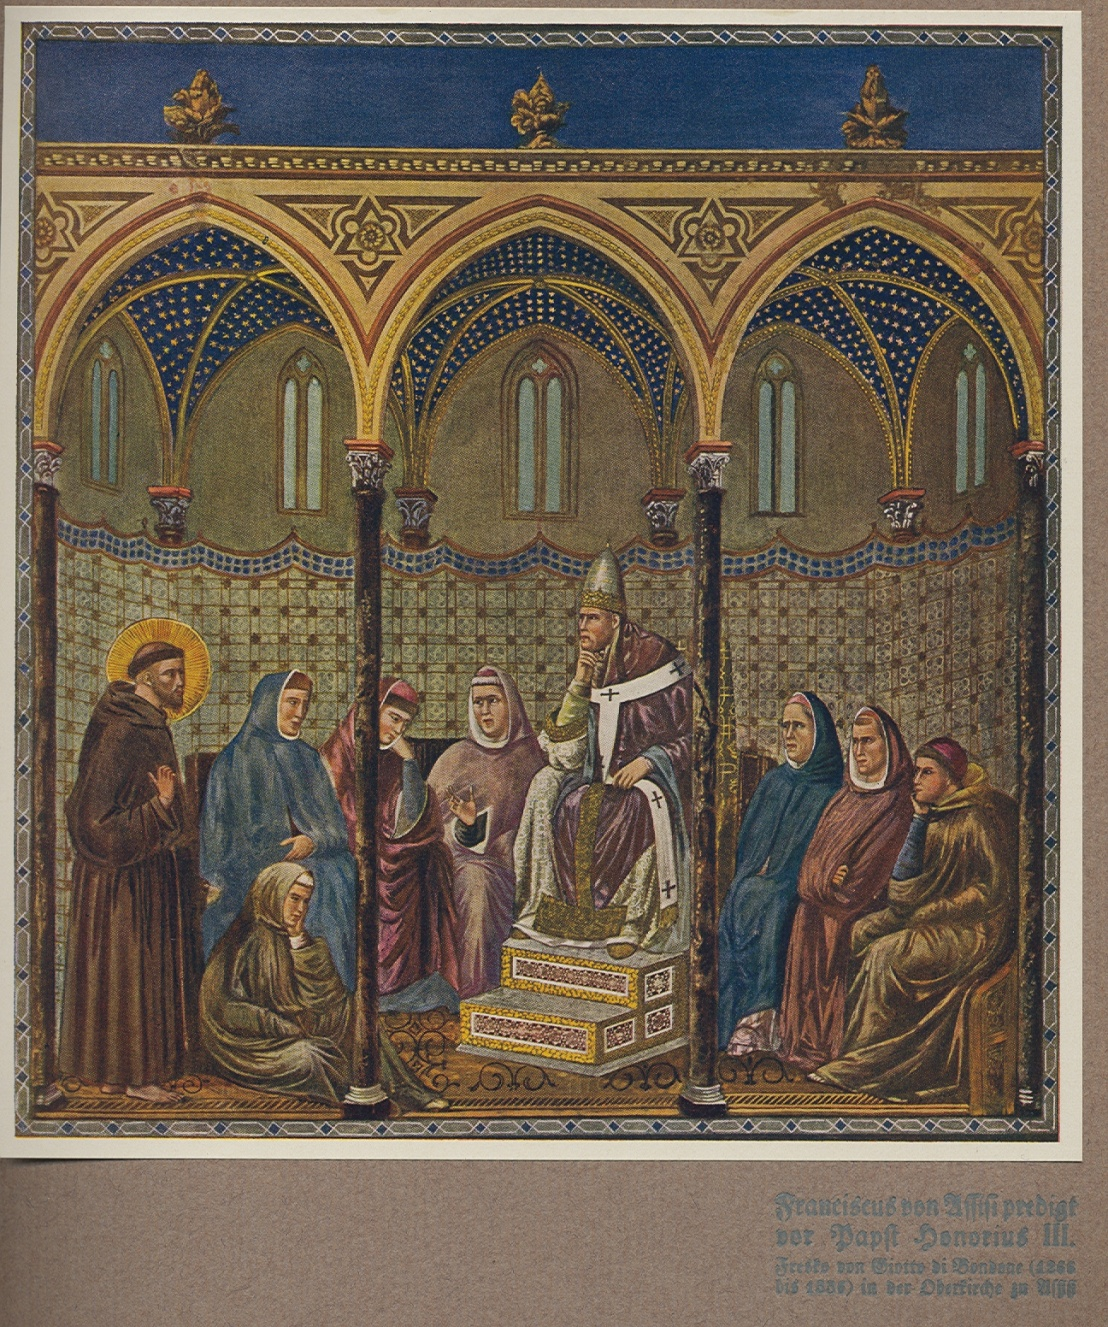 Franciscus von Assisi predigt
vor Papst Honorius III.
Fresko von Giotto di Bondone (1266
bis 1336) in der Oberkirche zu Assisi